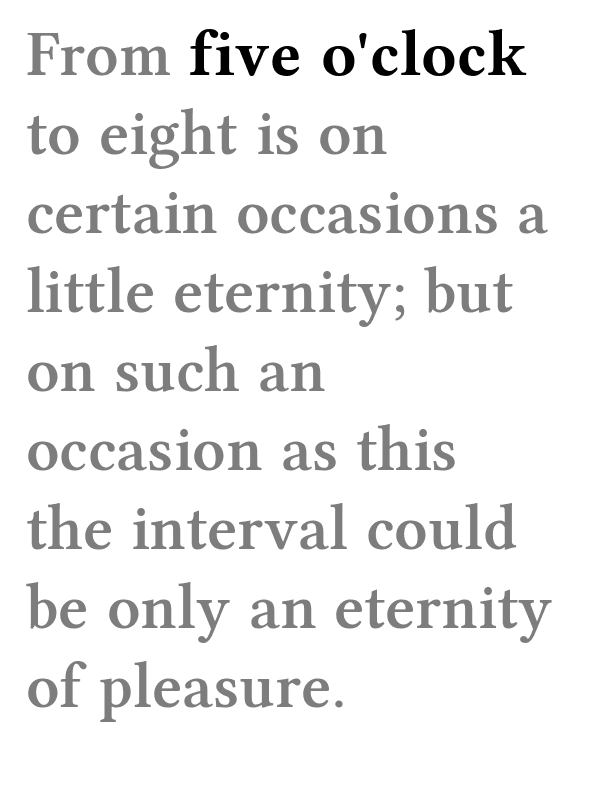 From five o'clock
to eight is on
certain occasions a
little eternity; but
on such an
occasion as this
the interval could
be only an eternity
of pleasure.